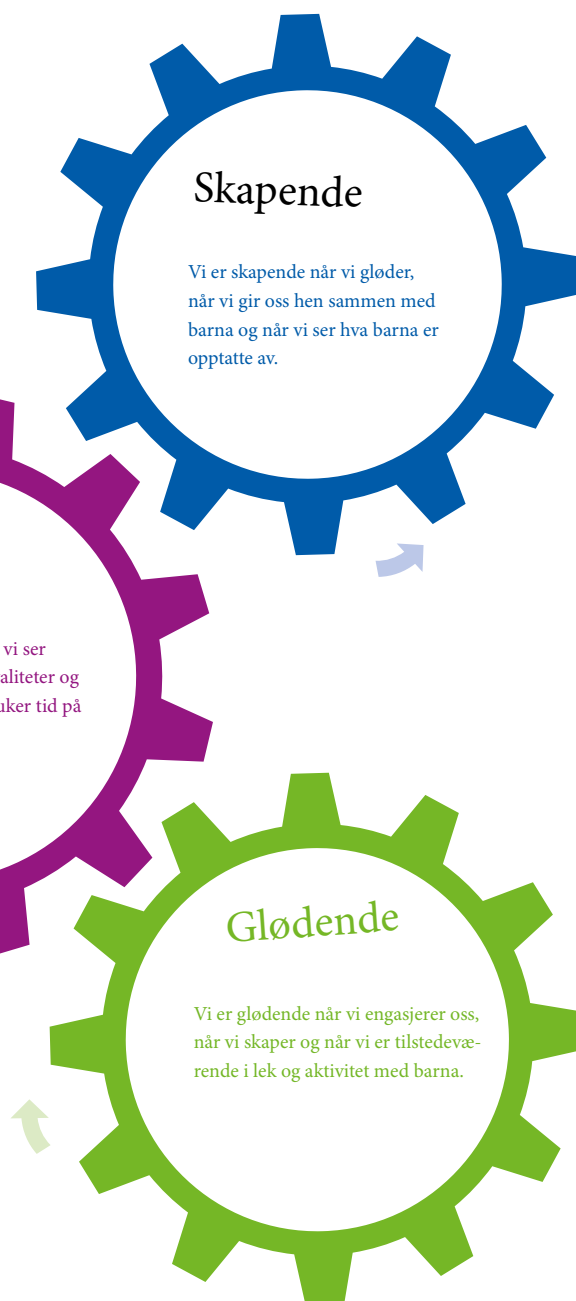 Skapende
Vi er skapende når vi gløder,
når vi gir oss hen sammen med
barna og når vi ser hva barna er
opptatte av.
vi ser
og
tid på
Glødende
Vi er glødende når vi engasjerer oss,
når vi skaper og når vi er tilstedevæ-
rende i lek og aktivitet med barna.